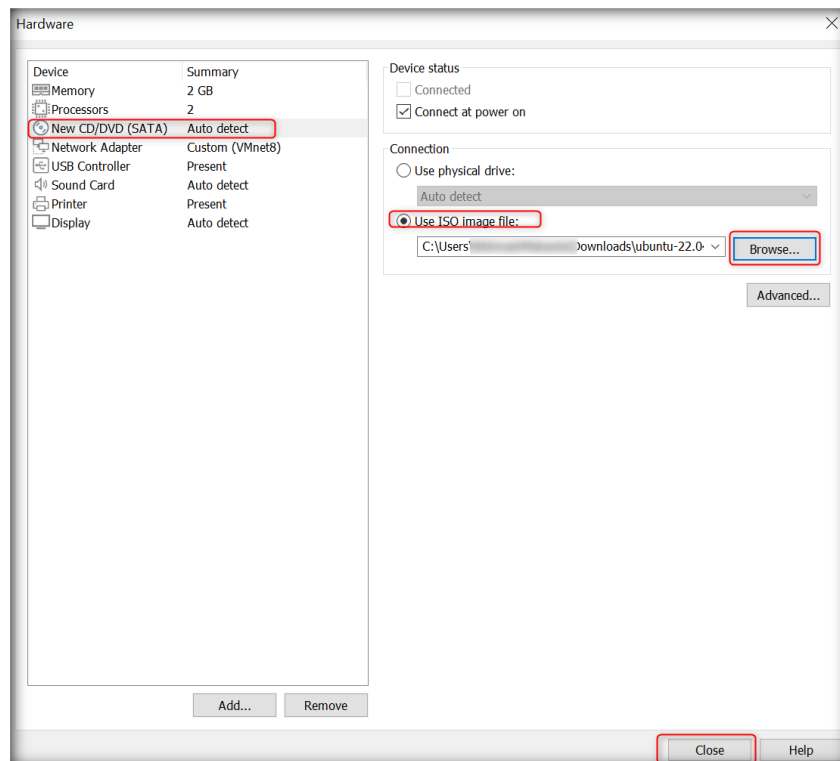 Hardware
Device Summary
Memory 2 GB
Processors 2
New CD/DVD (SATA) Auto detect
Network Adapter Custom (VMnet8)
USB Controller Present
Sound Card Auto detect
Printer Present
Display Auto detect
Add... Remove
Device status
Connected
Connect at power on
Connection
Use physical drive:
Auto detect
Use ISO image file:
C:\Users\ Downloads\ubuntu-22.0 Browse...
Advanced...
Close Help